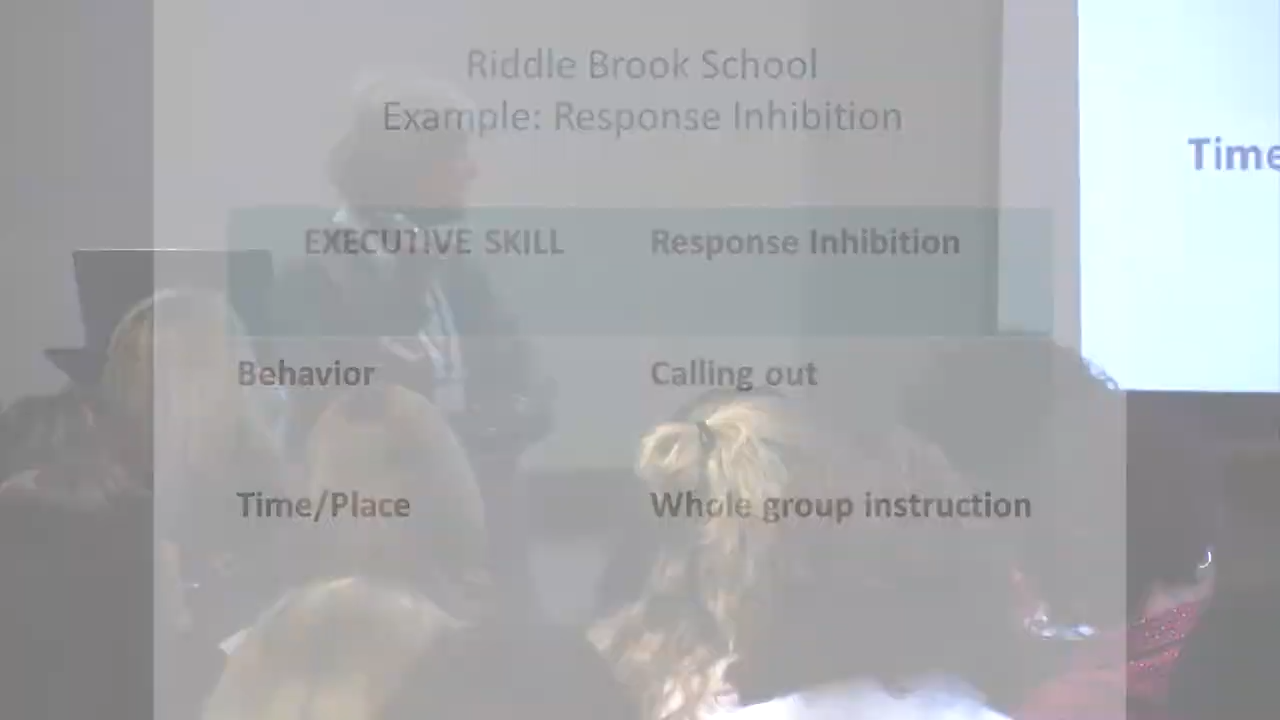 Riddle Brook School
Example: Response Inhibition
EXECUTIVE SKILL Response Inhibition
Behavior Calling out
Time/Place Whole group instruction
Time